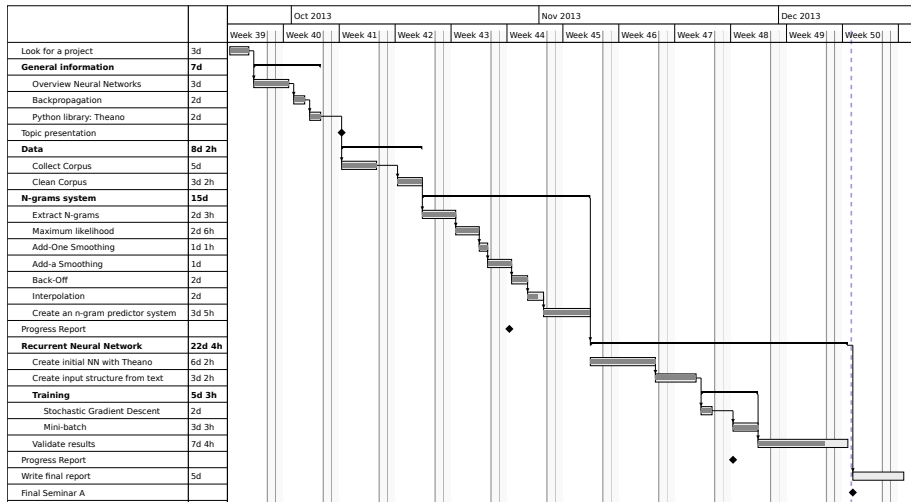 Oct 2013 Nov 2013 Dec 2013
Week 39 Week 40 Week 41 Week 42 Week 43 Week 44 Week 45 Week 46 Week 47 Week 48 Week 49 Week 50
Look for a project 3d
General information 7d
Overview Neural Networks 3d
Backpropagation 2d
Python library: Theano 2d
Topic presentation
Data 8d 2h
Collect Corpus 5d
Clean Corpus 3d 2h
N-grams system 15d
Extract N-grams 2d 3h
Maximum likelihood 2d 6h
Add-One Smoothing 1d 1h
Add-a Smoothing 1d
Back-Off 2d
Interpolation 2d
Create an n-gram predictor system 3d 5h
Progress Report
Recurrent Neural Network 22d 4h
Create initial NN with Theano 6d 2h
Create input structure from text 3d 2h
Training 5d 3h
Stochastic Gradient Descent 2d
Mini-batch 3d 3h
Validate results 7d 4h
Progress Report
Write final report 5d
Final Seminar A